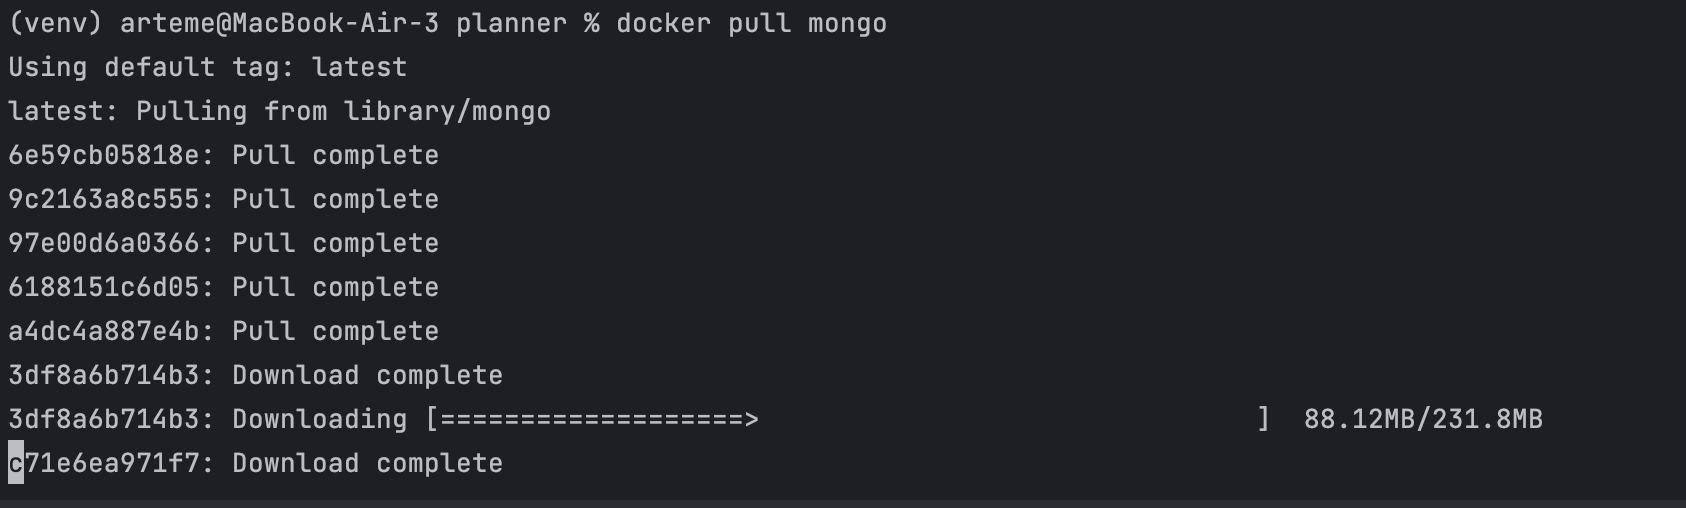 (venv) arteme@MacBook-Air-3 planner % docker pull mongo
Using default tag: latest
latest: Pulling from library/mongo
6e59cb05818e: Pull complete
9c2163a8c555: Pull complete
97e00d6a0366: Pull complete
6188151c6d05: Pull complete
a4dc4a887e4b: Pull complete
3df8a6b714b3: Download complete
3df8a6b714b3: Downloading [===================>                               ]  88.12MB/231.8MB
c71e6ea971f7: Download complete